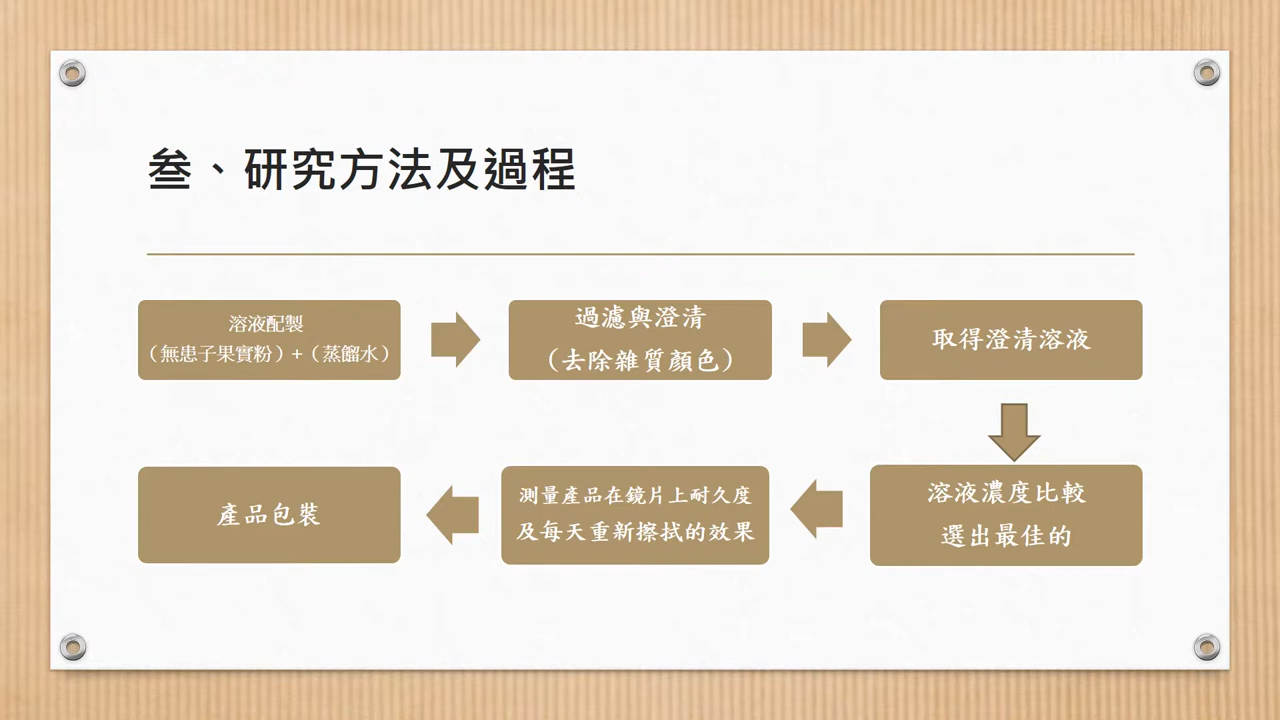 叁、研究方法及過程
溶液配製
（無患子果實粉）+（蒸餾水）
過濾與澄清
（去除雜質顏色）
取得澄清溶液
溶液濃度比較
選出最佳的
測量產品在鏡片上耐久度
及每天重新擦拭的效果
產品包裝